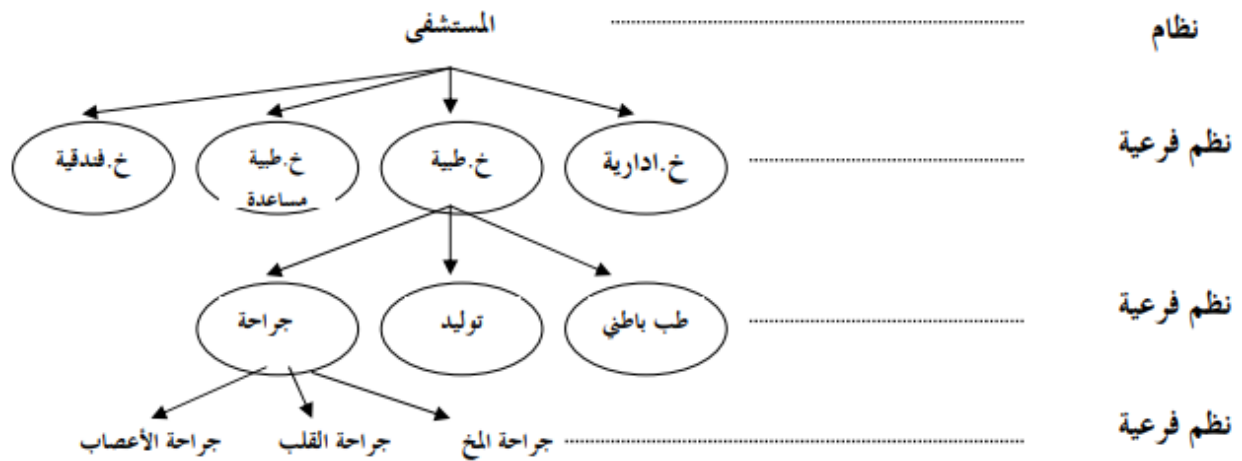 نظام
المستشفى
نظم فرعية
خ.ادارية
خ.طبية
خ.طبية
مساعدة
خ.فندقية
نظم فرعية
طب باطني
توليد
جراحة
نظم فرعية
جراحة المخ
جراحة القلب
جراحة الأعصاب